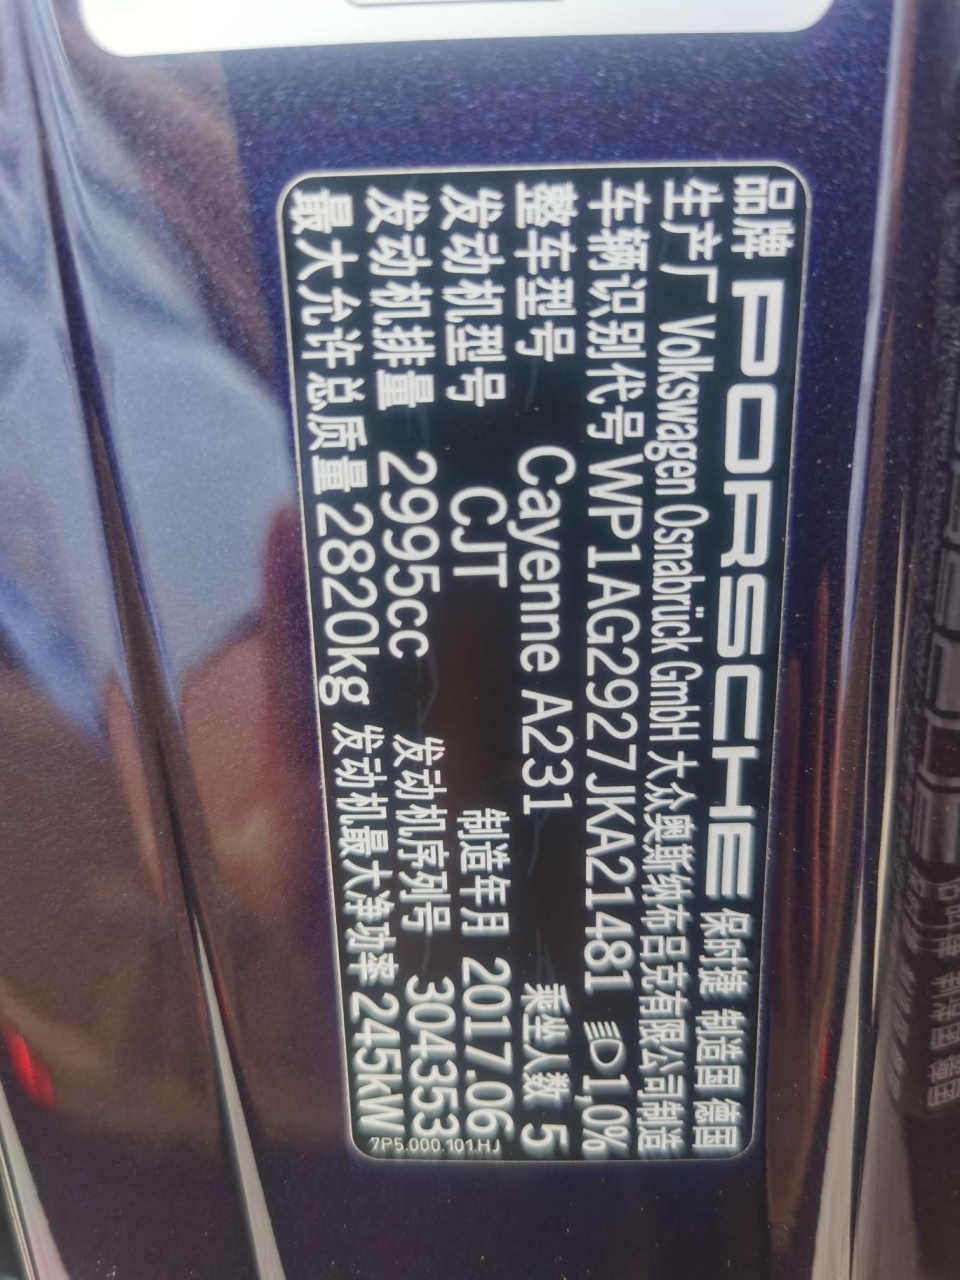 品牌 PORSCHE 保时捷 制造国 德国
生产厂 Volkswagen Osnabrück GmbH 大众奥斯纳布吕克有限公司制造
车辆识别代号 WP1AG2927JKA21481 1,0%
整车型号 Cayenne A231 乘坐人数 5
发动机型号 CJT 制造年月 2017.06
发动机排量 2995cc 发动机序列号 304353
最大允许总质量 2820kg 发动机最大净功率 245kW
7P5.000.101.HJ